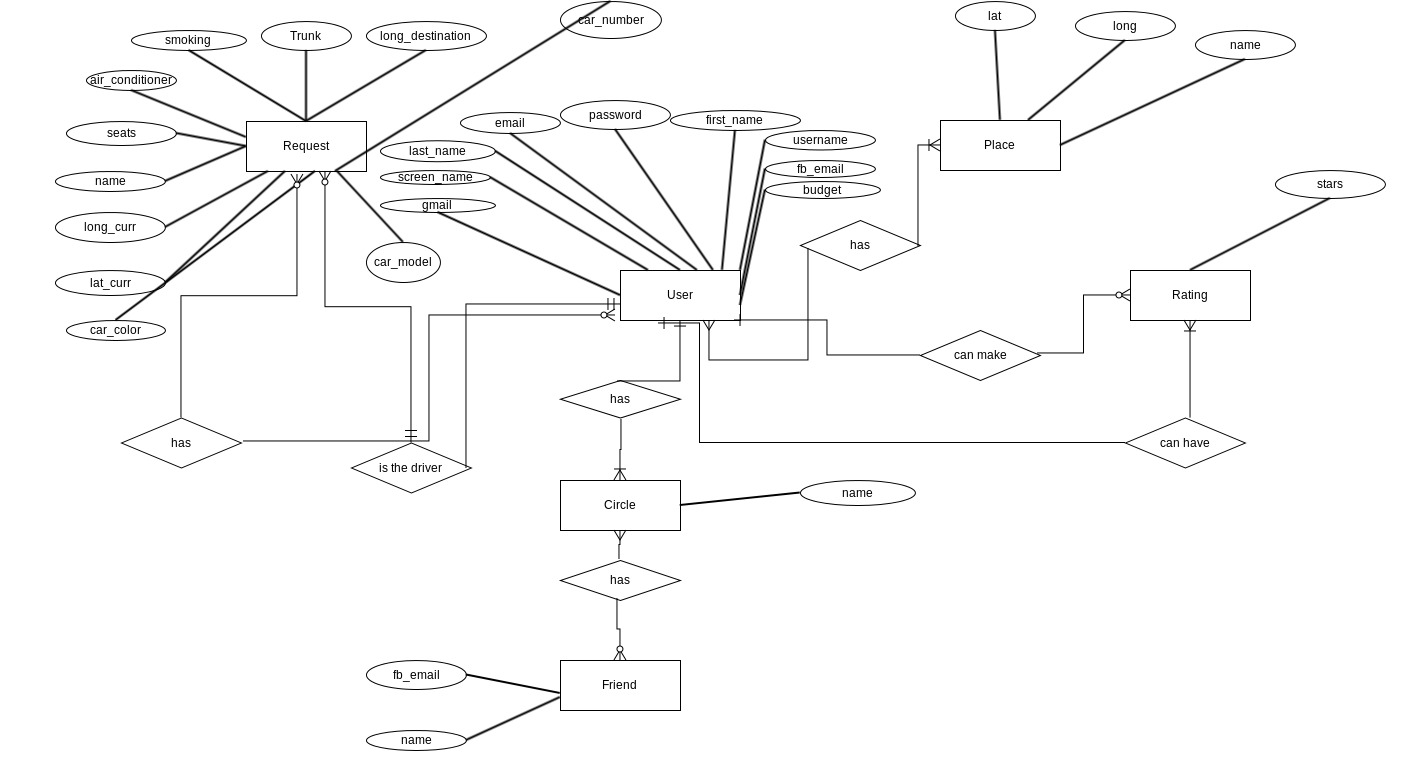 car_number
lat
long
name
smoking
Trunk
long_destination
air_conditioner
seats
name
long_curr
lat_curr
car_color
Request
car_model
email
password
first_name
username
last_name
fb_email
screen_name
budget
gmail
Place
has
stars
User
Rating
can make
has
has
is the driver
can have
Circle
name
has
fb_email
Friend
name